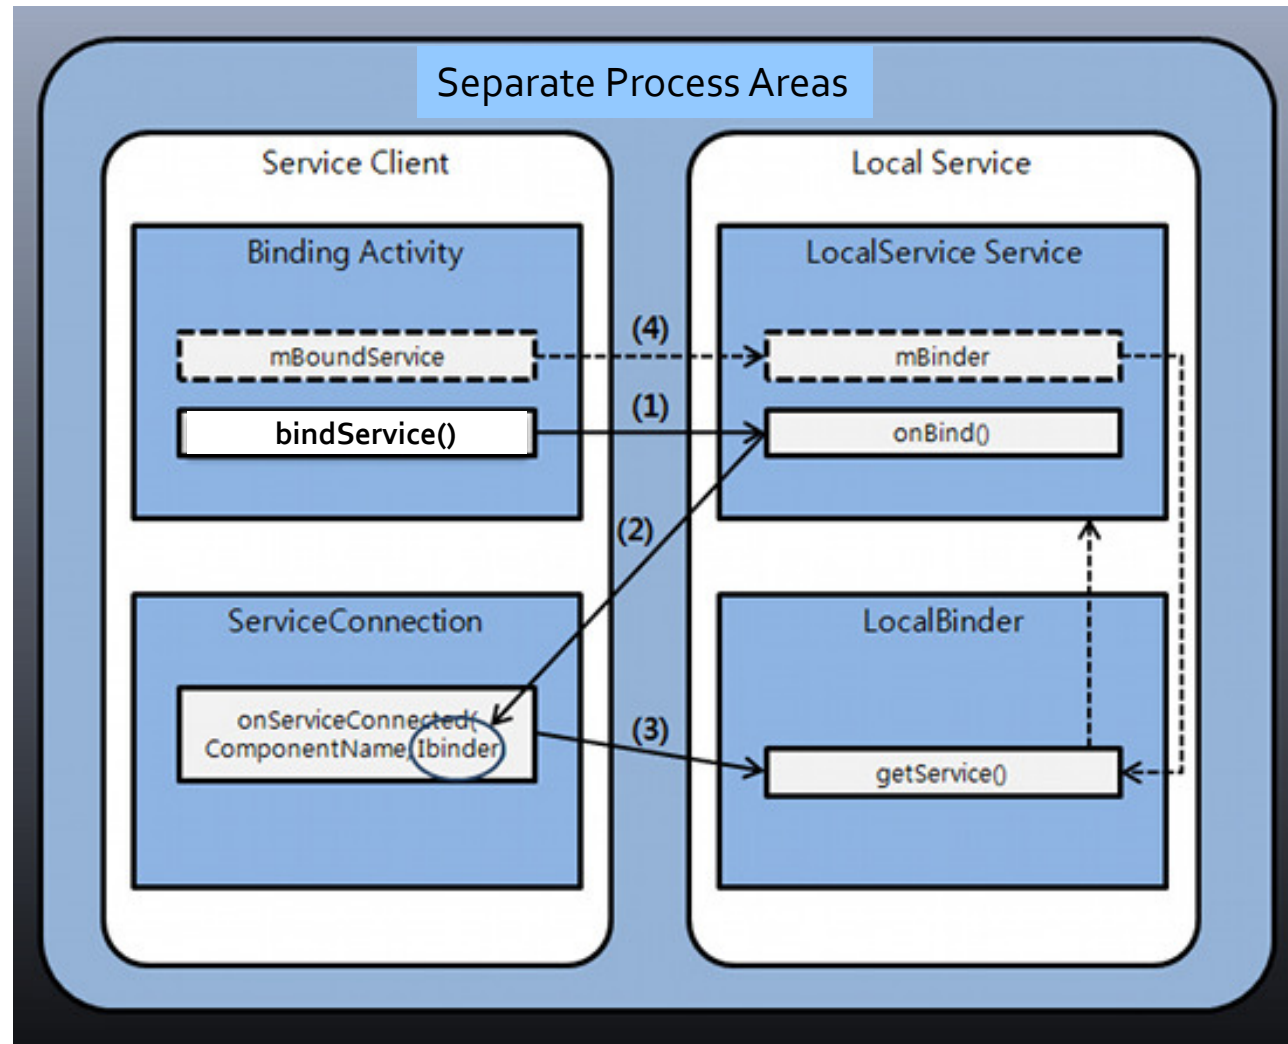 Separate Process Areas
Service Client
Binding Activity
mBoundService
bindService()
ServiceConnection
onServiceConnected(
ComponentName, Ibinder
(4)
(1)
(2)
(3)
Local Service
LocalService Service
mBinder
onBind()
LocalBinder
getService()